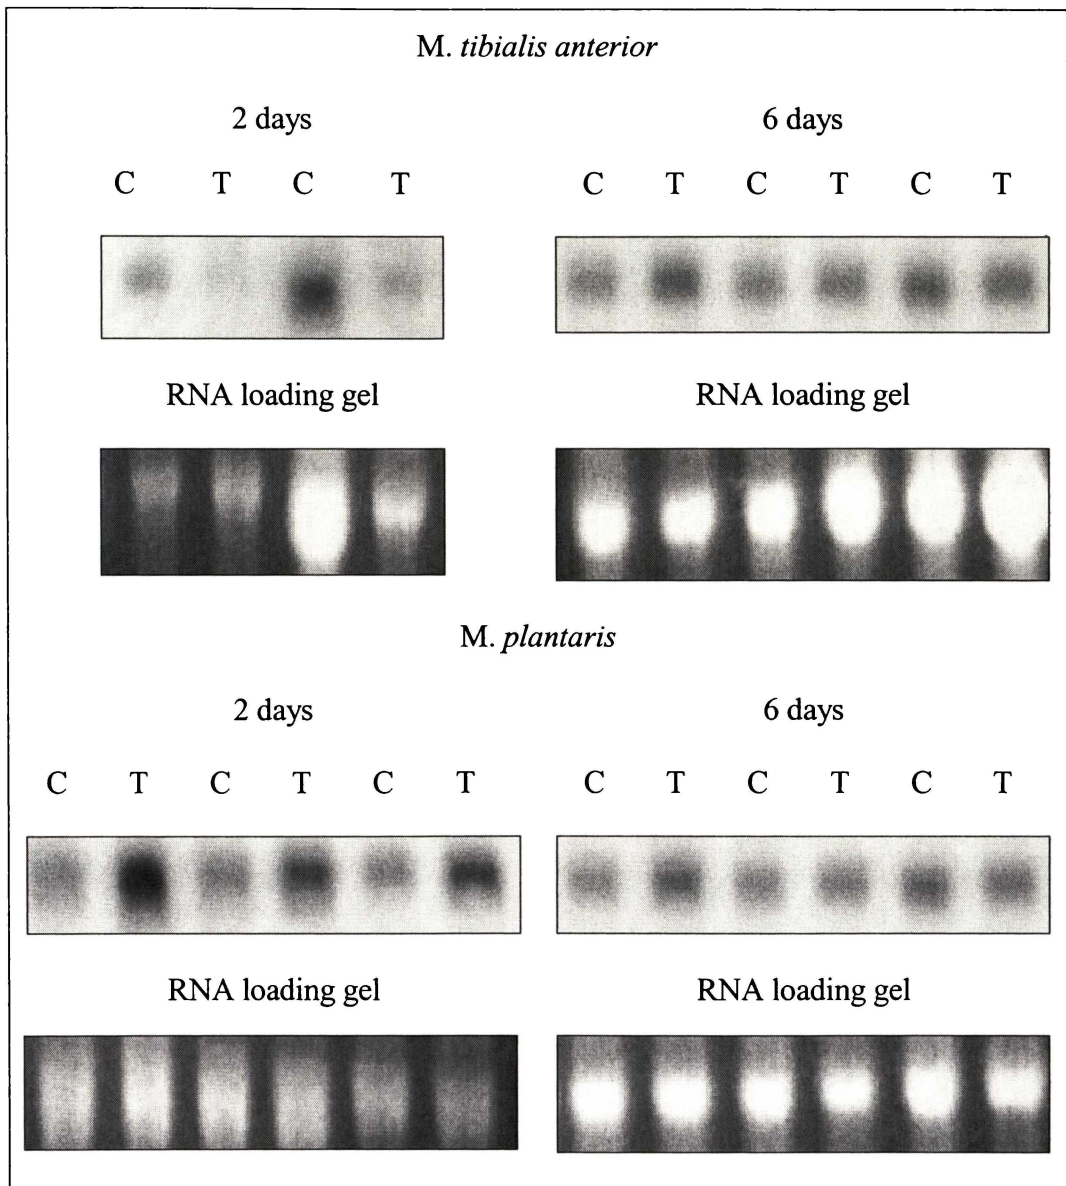 M. tibialis anterior
2 days 6 days
C T C T C T C T C T
RNA loading gel RNA loading gel
M. plantaris
2 days 6 days
C T C T C T C T C T C T
RNA loading gel RNA loading gel